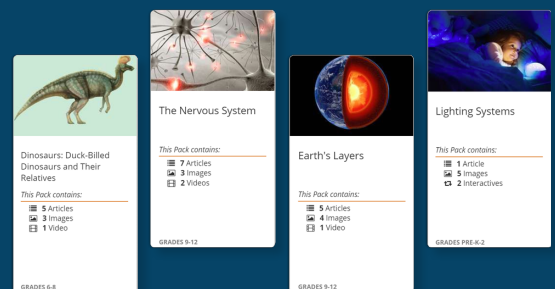 Dinosaurs: Duck-Billed
Dinosaurs and Their
Relatives
This Pack contains:
5 Articles
3 Images
1 Video
GRADES 6-8
The Nervous System
This Pack contains:
7 Articles
3 Images
2 Videos
GRADES 9-12
Earth's Layers
This Pack contains:
5 Articles
4 Images
1 Video
GRADES 9-12
Lighting Systems
This Pack contains:
1 Article
5 Images
2 Interactives
GRADES PRE-K-2